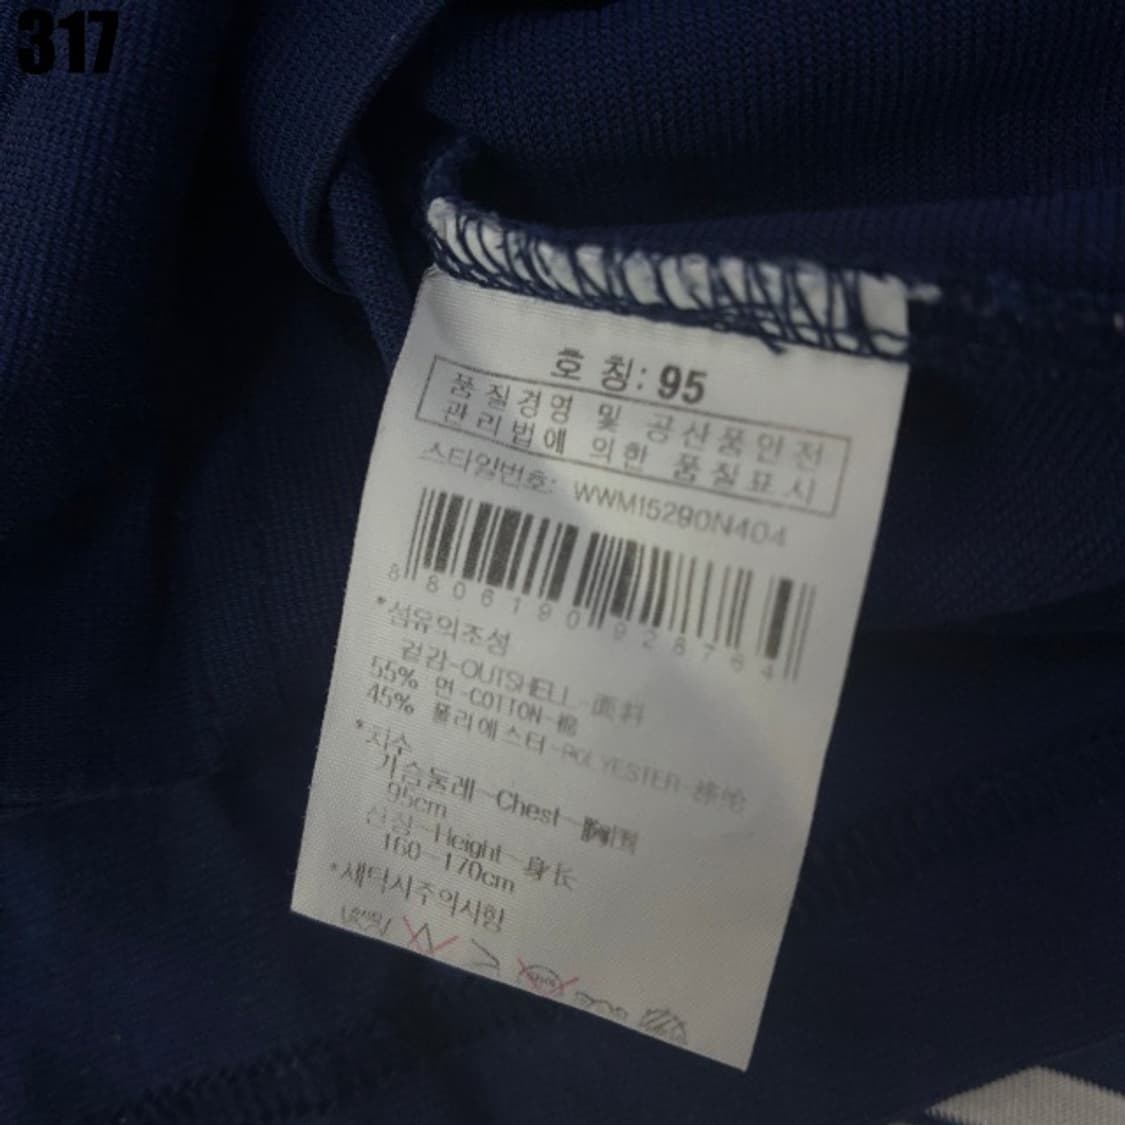 317
호 칭: 95
품질경영 및 공산품안전
관리법에 의한 품질표시
스타일번호: WWM15290N404
8 806190 928764
*섬유의조성
겉감-OUTSHELL-面料
55% 면-COTTON-棉
45% 폴리에스터-POLYESTER-
*치수
가슴둘레-Chest-胸围
95cm
신장-Height-身长
160-170cm
*세탁시주의사항